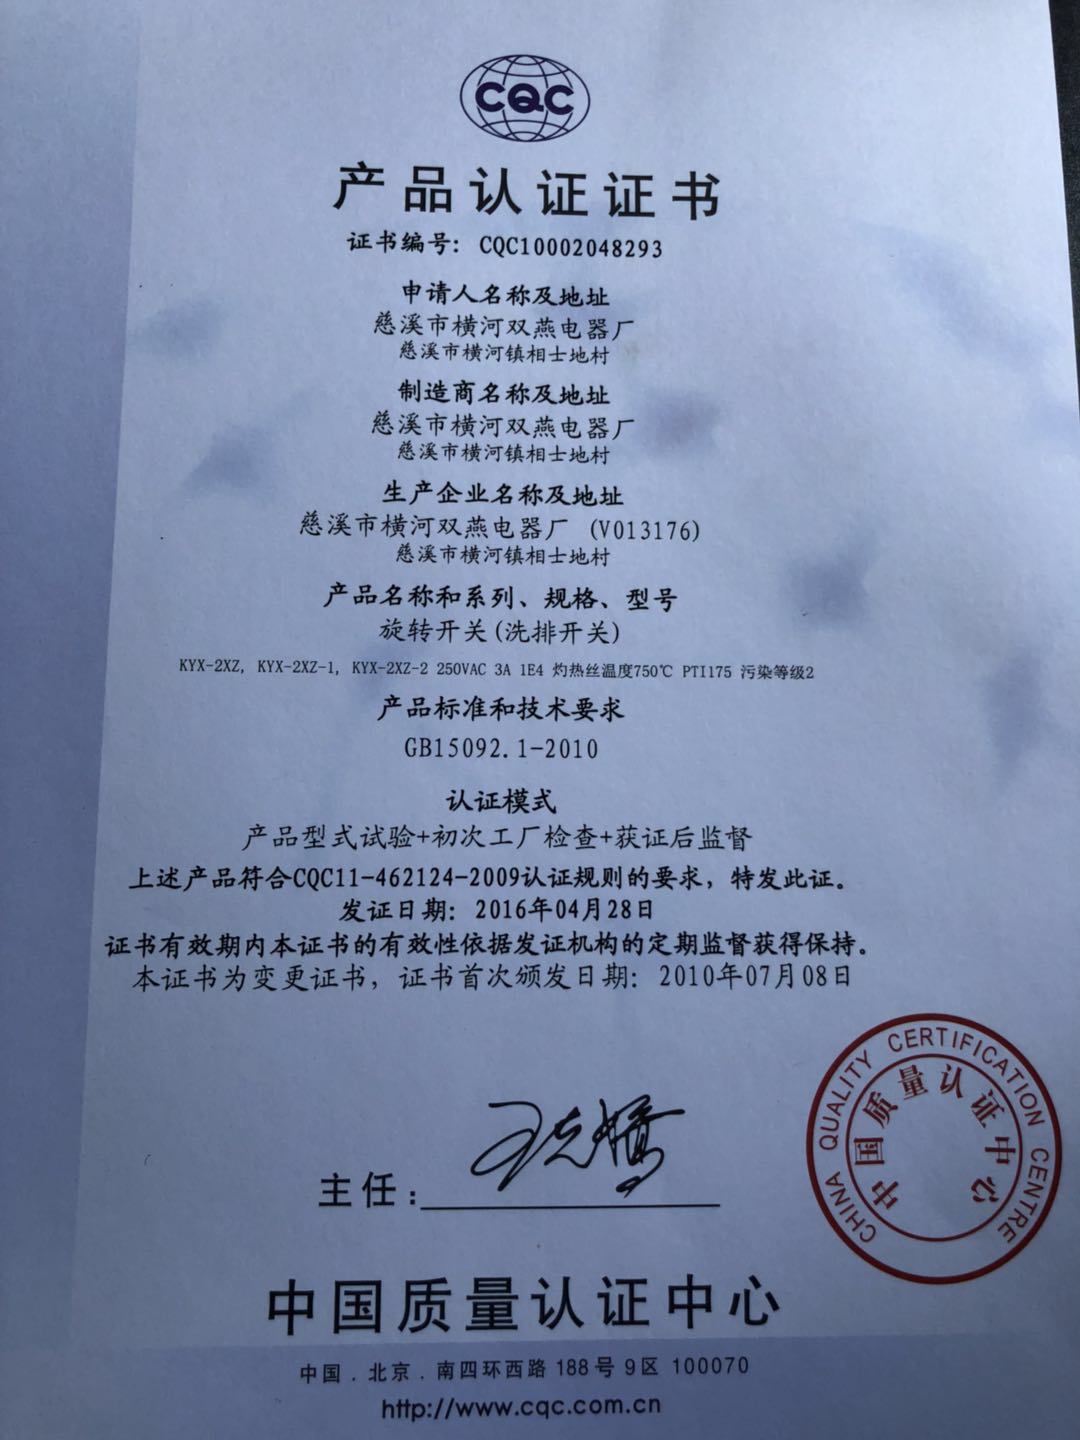 CQC
产品认证证书
证书编号: CQC10002048293
申请人名称及地址
慈溪市横河双燕电器厂
慈溪市横河镇相士地村
制造商名称及地址
慈溪市横河双燕电器厂
慈溪市横河镇相士地村
生产企业名称及地址
慈溪市横河双燕电器厂 (V013176)
慈溪市横河镇相士地村
产品名称和系列、规格、型号
旋转开关(洗排开关)
KYX-2XZ, KYX-2XZ-1, KYX-2XZ-2 250VAC 3A 1E4 灼热丝温度750℃ PTI175 污染等级2
产品标准和技术要求
GB15092.1-2010
认证模式
产品型式试验+初次工厂检查+获证后监督
上述产品符合CQC11-462124-2009认证规则的要求，特发此证。
发证日期: 2016年04月28日
证书有效期内本证书的有效性依据发证机构的定期监督获得保持。
本证书为变更证书，证书首次颁发日期: 2010年07月08日
CHINA QUALITY CERTIFICATION CENTRE
中国质量认证中心
主任:
中国质量认证中心
中国.北京.南四环西路188号9区 100070
http://www.cqc.com.cn